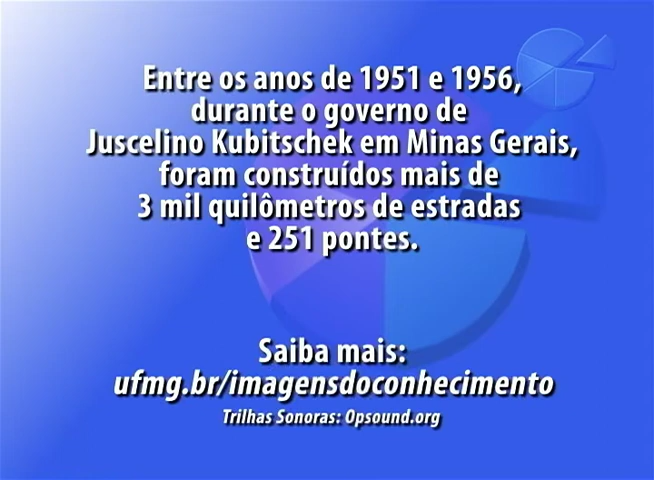 Entre os anos de 1951 e 1956,
durante o governo de
Juscelino Kubitschek em Minas Gerais,
foram construídos mais de
3 mil quilômetros de estradas
e 251 pontes.
Saiba mais:
ufmg.br/imagensdoconhecimento
Trilhas Sonoras: Opsound.org